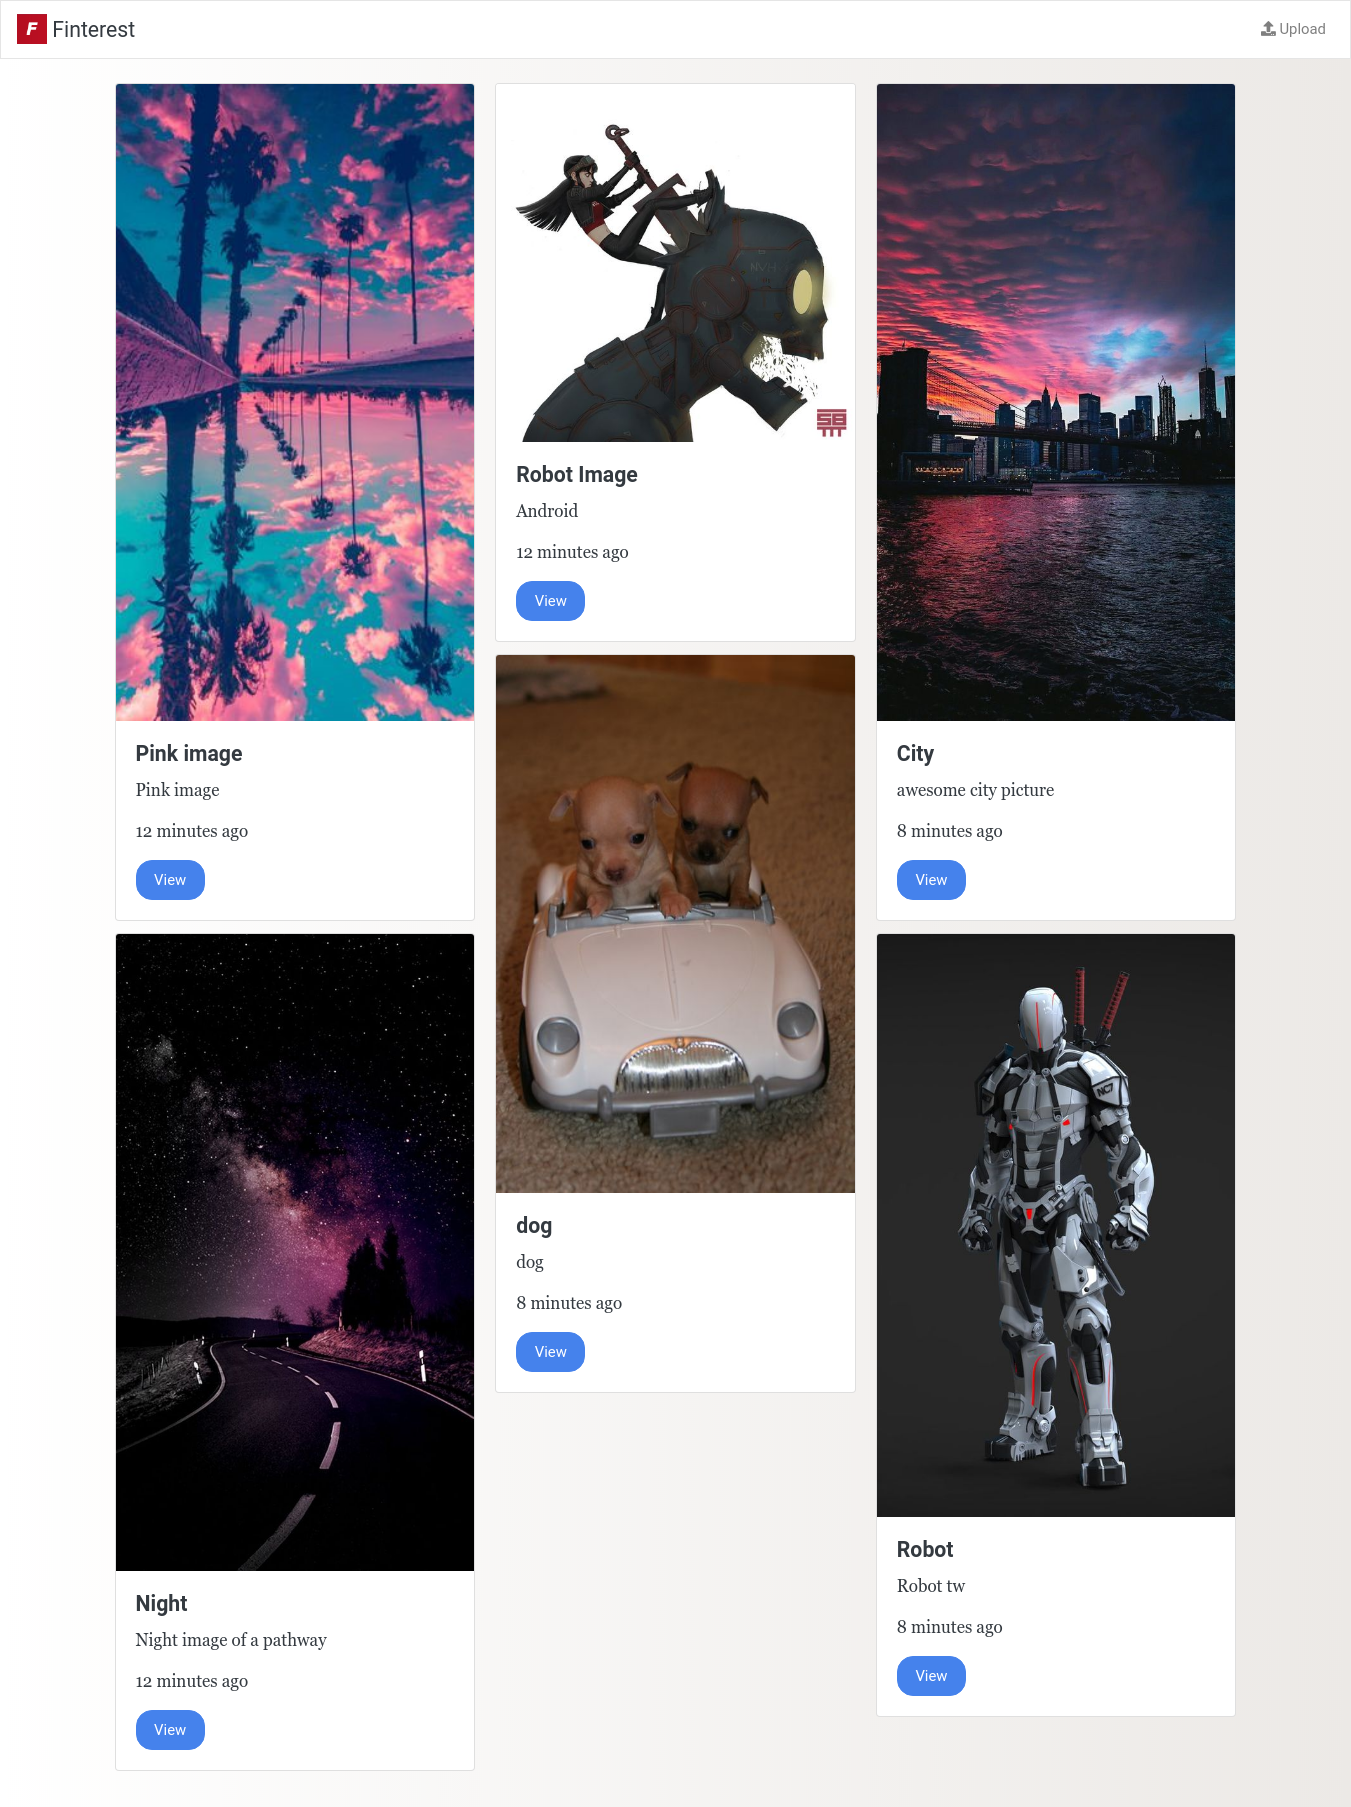 F Finterest
Upload
Pink image
Pink image
12 minutes ago
View
Night
Night image of a pathway
12 minutes ago
View
SB
Robot Image
Android
12 minutes ago
View
dog
dog
8 minutes ago
View
City
awesome city picture
8 minutes ago
View
NC7
Robot
Robot tw
8 minutes ago
View